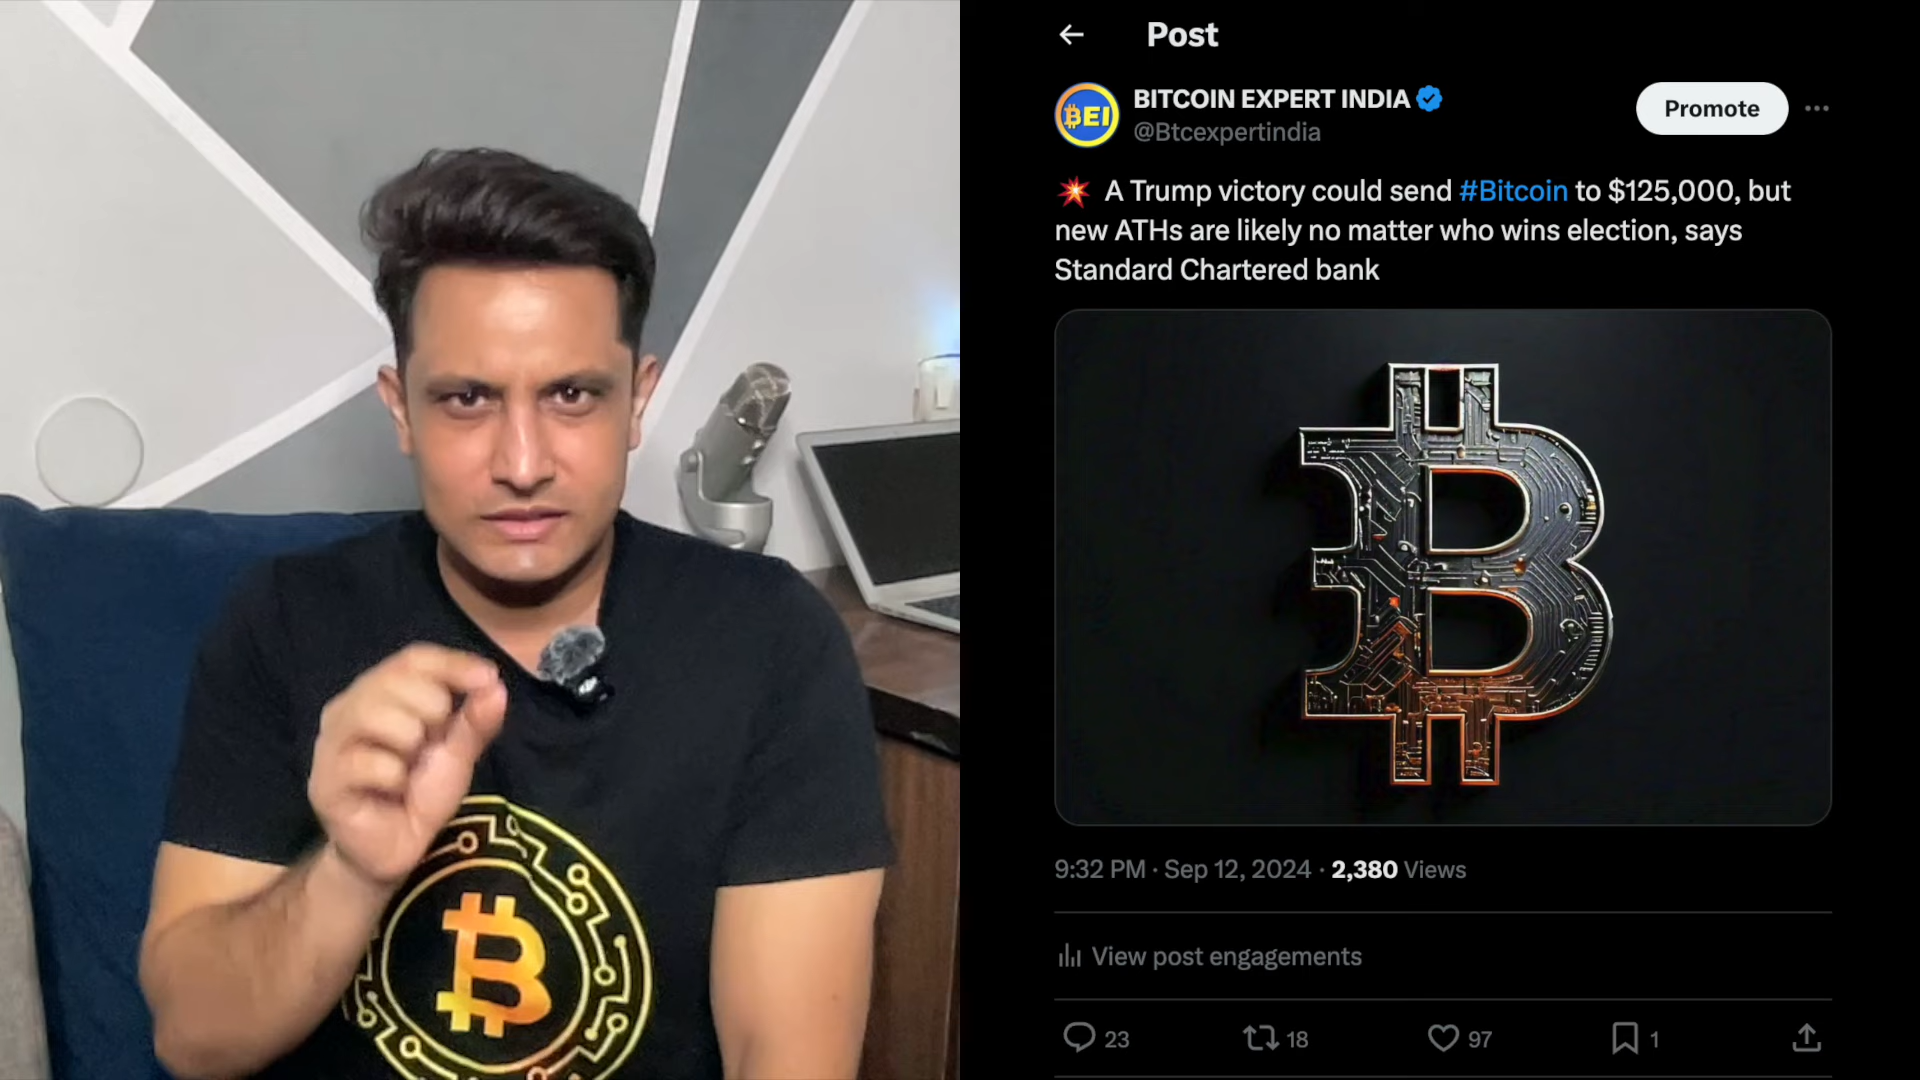 Post
BEI
BITCOIN EXPERT INDIA
@Btcexpertindia
Promote
💥 A Trump victory could send #Bitcoin to $125,000, but
new ATHs are likely no matter who wins election, says
Standard Chartered bank
9:32 PM · Sep 12, 2024 · 2,380 Views
View post engagements
23 18 97 1